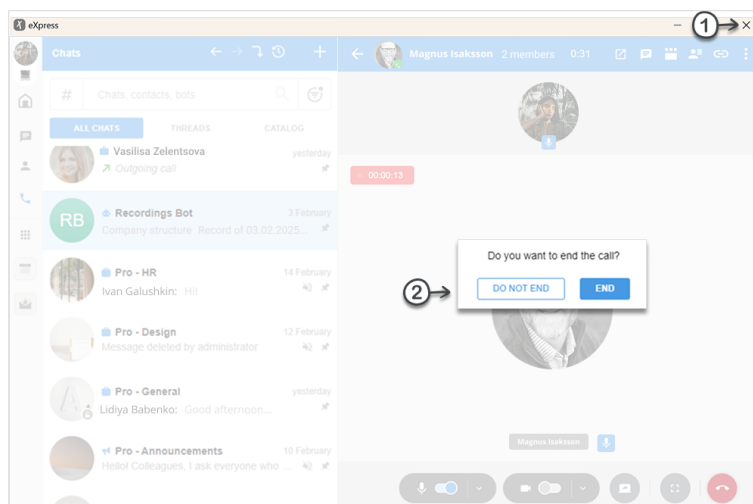 eXpress
1
Chats
Magnus Isaksson 2 members 0:31
# Chats, contacts, bots
ALL CHATS THREADS CATALOG
Vasilisa Zelentsova yesterday
Outgoing call
00:00:13
RB
Recordings Bot 3 February
Company structure Record of 03.02.2025...
Do you want to end the call?
2
DO NOT END END
Pro - HR 14 February
Ivan Galushkin: Hi!
Pro - Design 12 February
Message deleted by administrator
Pro - General yesterday
Lidiya Babenko: Good afternoon...
Magnus Isaksson
Pro - Announcements 10 February
Hello! Colleagues, I ask everyone who ...